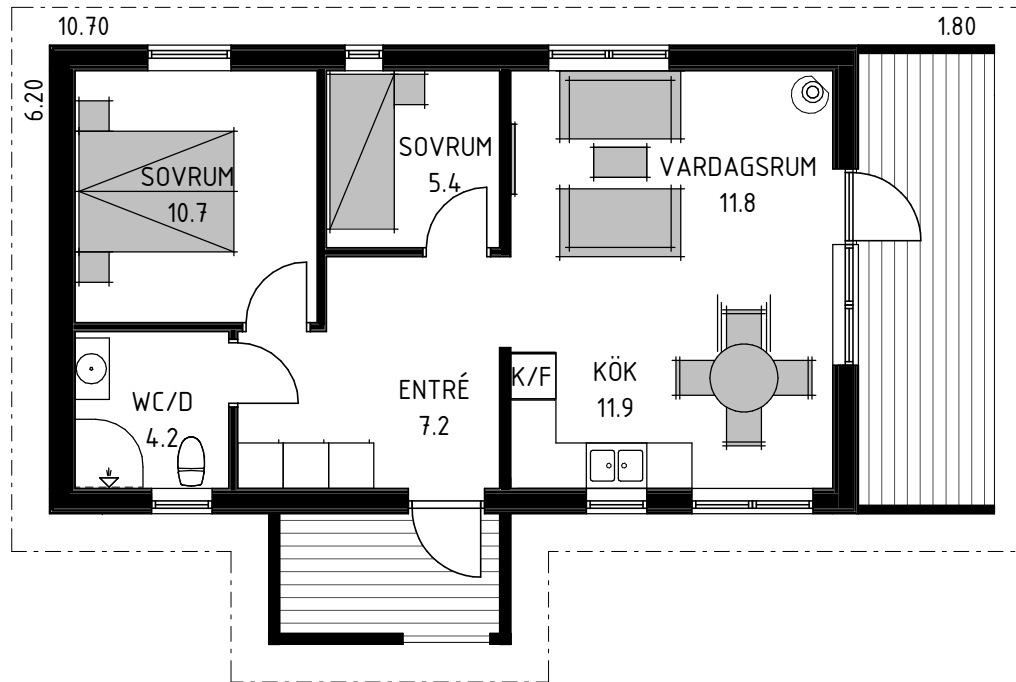 10.70
1.80
6.20
SOVRUM
10.7
SOVRUM
5.4
VARDAGSRUM
11.8
WC/D
4.2
ENTRÉ
7.2
K/F
KÖK
11.9